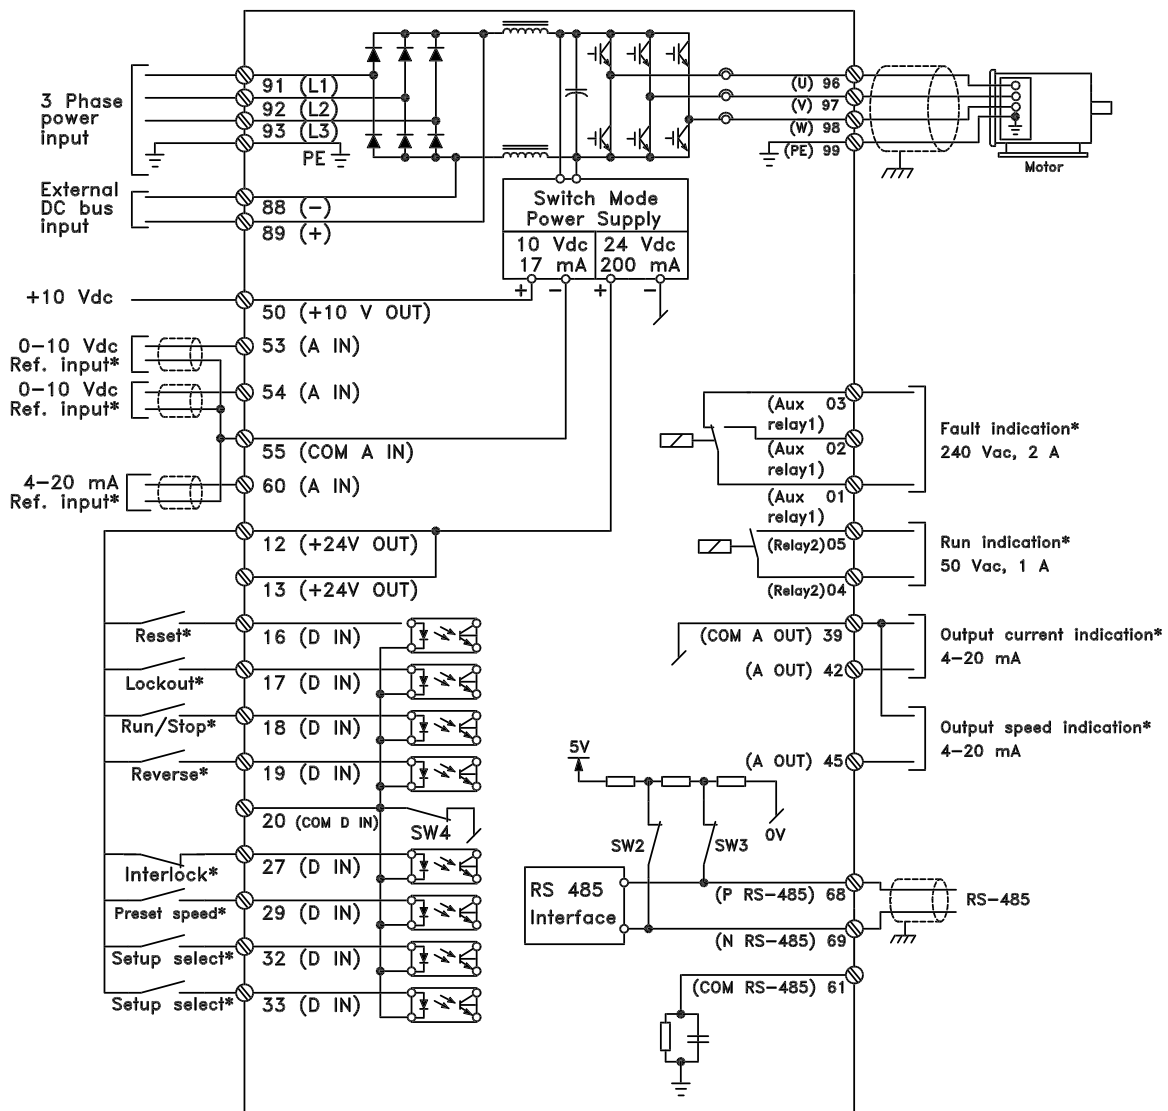 3 Phase
power
input
91 (L1)
92 (L2)
93 (L3)
PE
External
DC bus
input
88 (–)
89 (+)
Switch Mode
Power Supply
10 Vdc
17 mA
24 Vdc
200 mA
+
–
+
–
(U) 96
(V) 97
(W) 98
(PE) 99
Motor
+10 Vdc
50 (+10 V OUT)
0–10 Vdc
Ref. input*
53 (A IN)
0–10 Vdc
Ref. input*
54 (A IN)
55 (COM A IN)
4–20 mA
Ref. input*
60 (A IN)
12 (+24V OUT)
13 (+24V OUT)
Reset*
16 (D IN)
Lockout*
17 (D IN)
Run/Stop*
18 (D IN)
Reverse*
19 (D IN)
20 (COM D IN)
SW4
Interlock*
27 (D IN)
Preset speed*
29 (D IN)
Setup select*
32 (D IN)
Setup select*
33 (D IN)
(Aux 03
relay1)
(Aux 02
relay1)
(Aux 01
relay1)
Fault indication*
240 Vac, 2 A
(Relay2)05
(Relay2)04
Run indication*
50 Vac, 1 A
(COM A OUT) 39
(A OUT) 42
Output current indication*
4–20 mA
(A OUT) 45
Output speed indication*
4–20 mA
5V
0V
SW2
SW3
RS 485
Interface
(P RS–485) 68
(N RS–485) 69
RS–485
(COM RS–485) 61